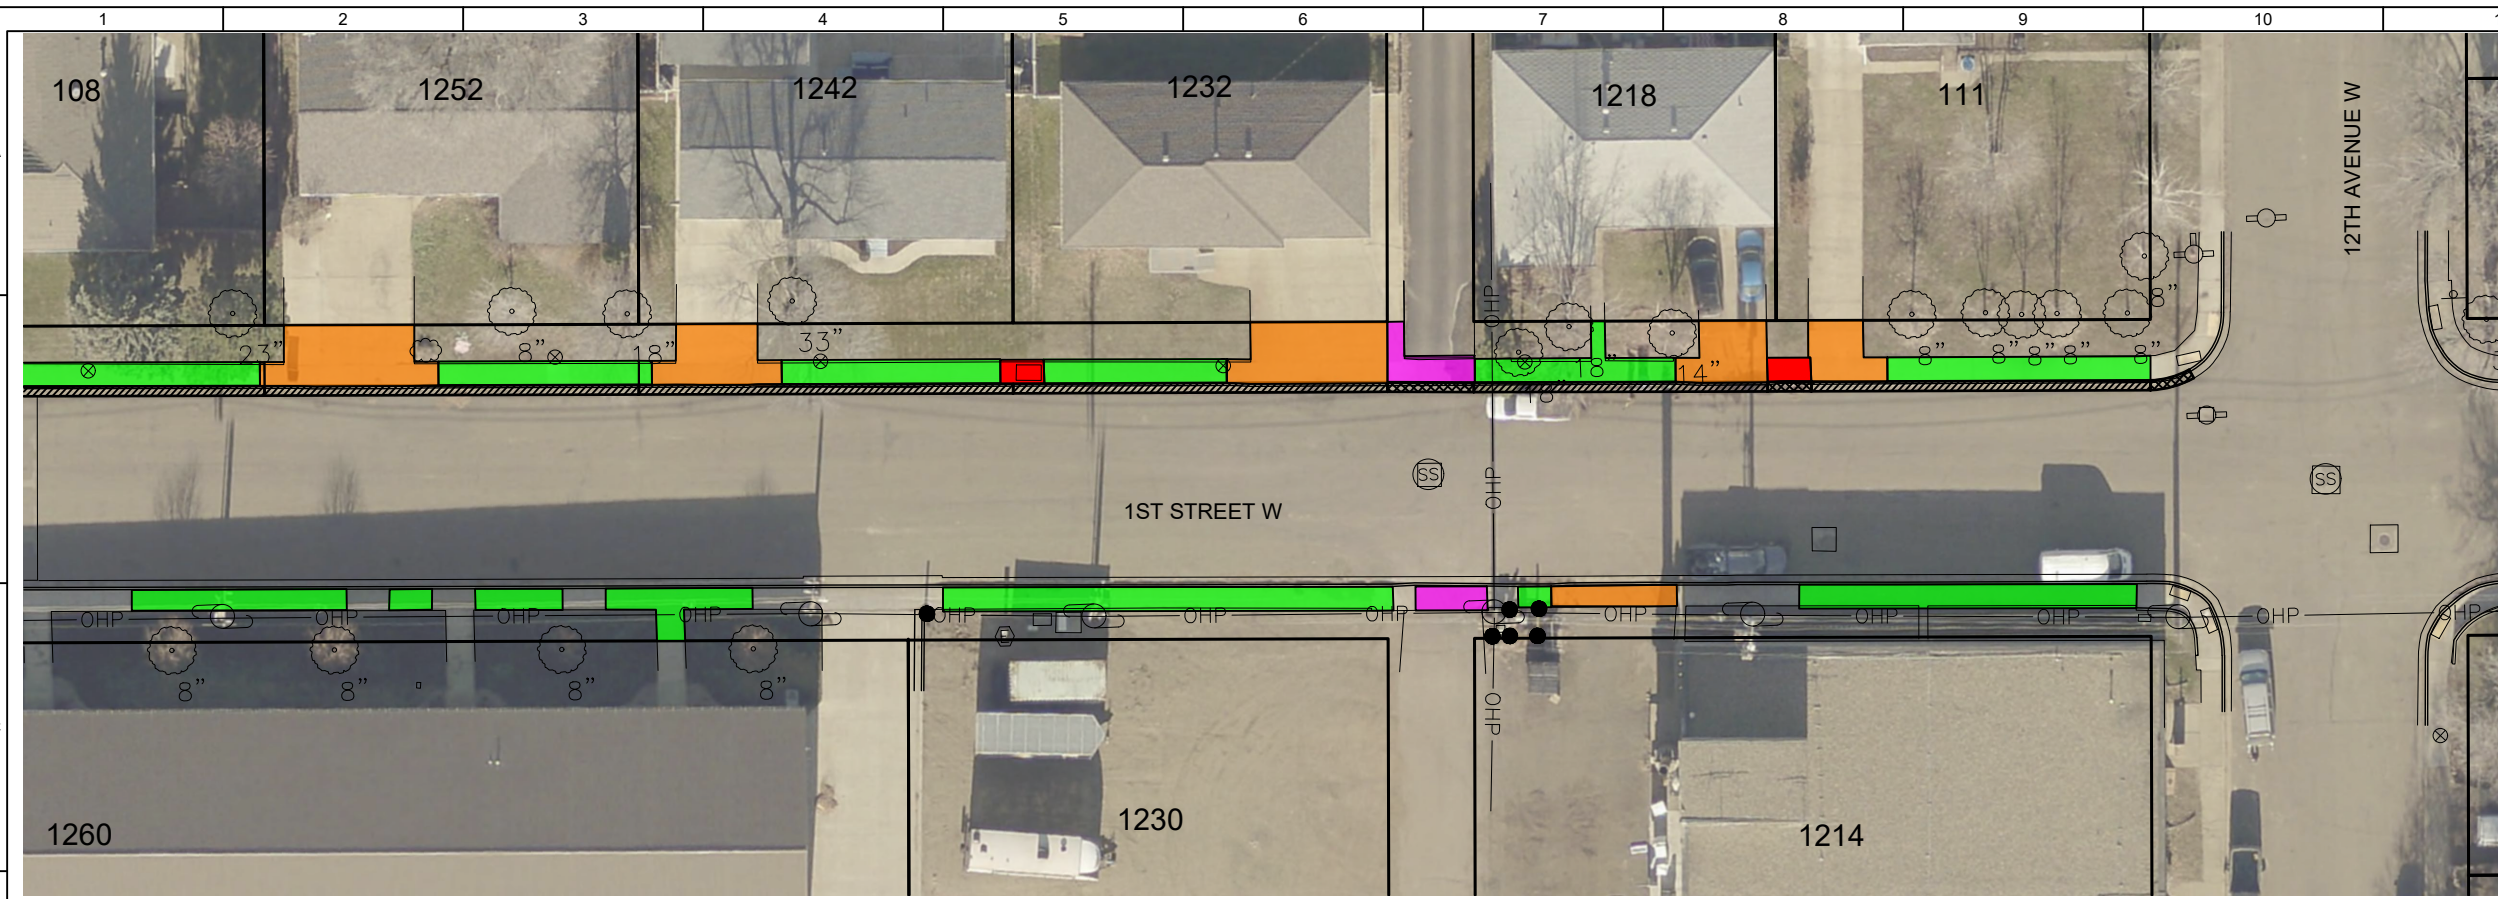 1 2 3 4 5 6 7 8 9 10
108 1252 1242 1232 1218 111
12TH AVENUE W
OHP
23” 8” 18” 33” 18” 18” 14” 8” 8” 8” 8” 8” 8”
OHP
SS SS
1ST STREET W
OHP OHP OHP OHP OHP OHP OHP OHP OHP OHP OHP OHP
8” 8” 8” 8”
OHP
1260 1230 1214